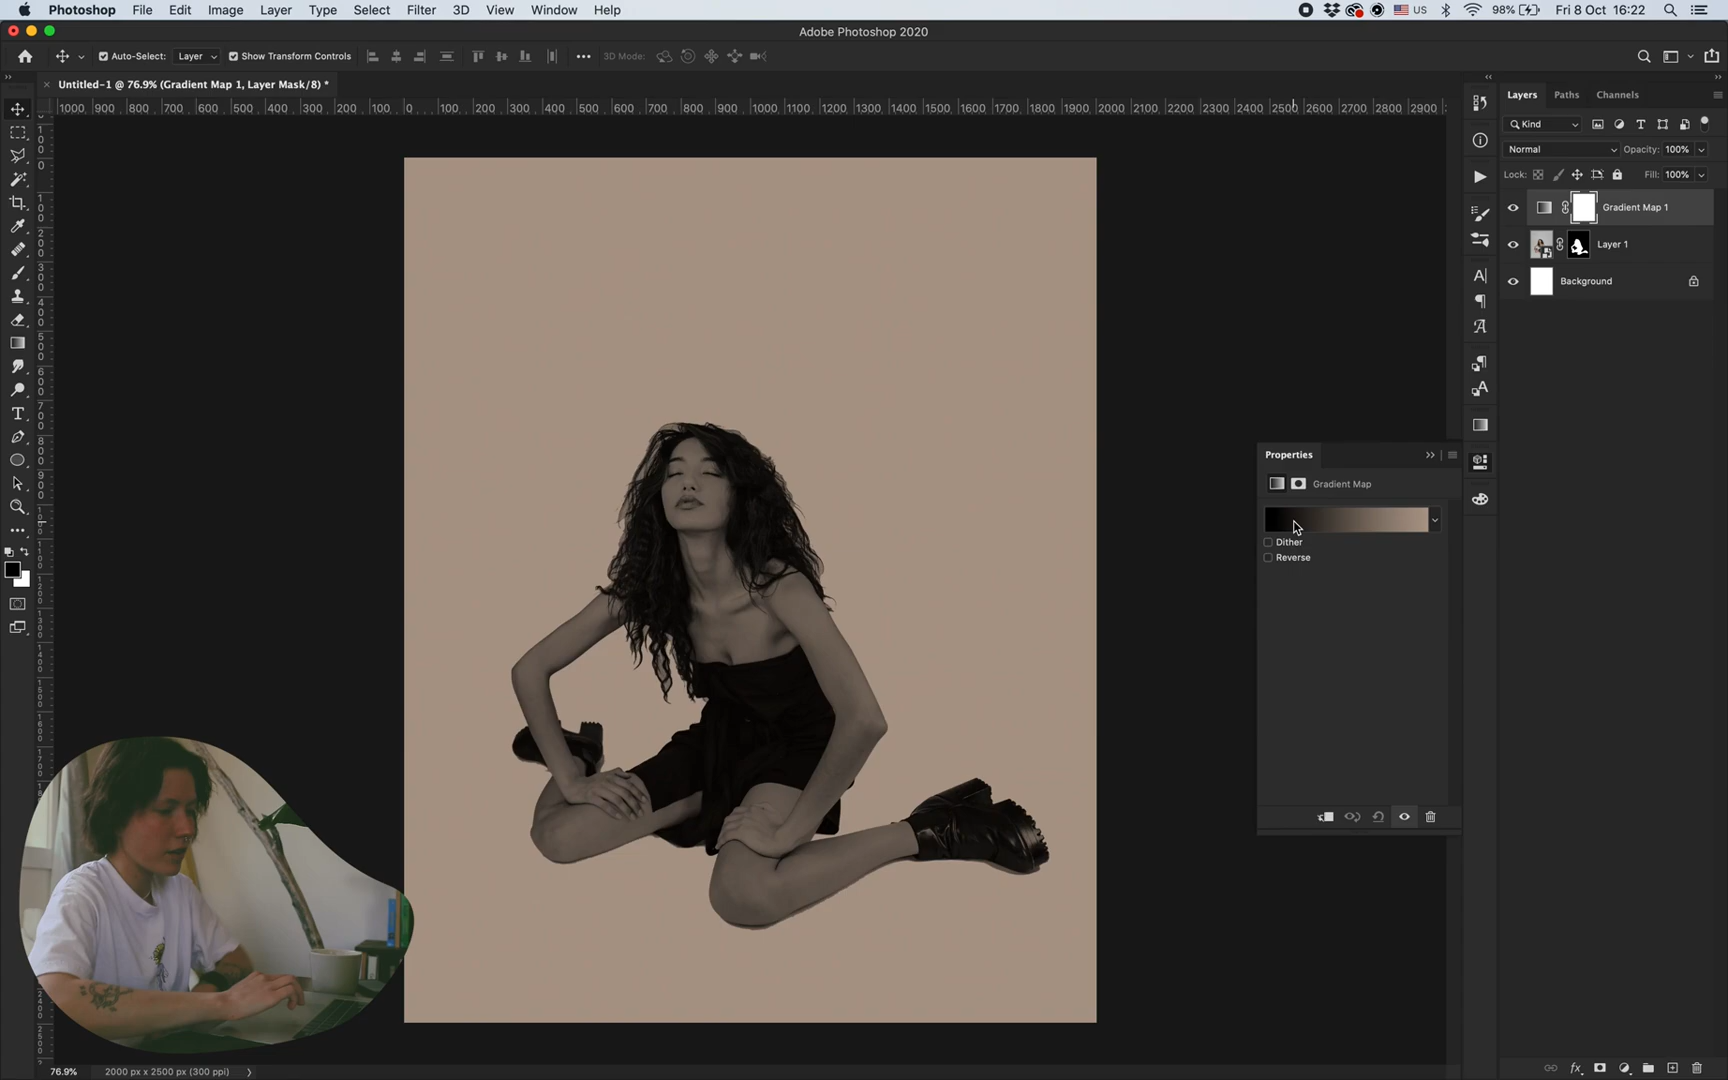 Photoshop File Edit Image Layer Type Select Filter 3D View Window Help US 98% Fri 8 Oct 16:22
Adobe Photoshop 2020
Auto-Select: Layer Show Transform Controls 3D Mode:
Untitled-1 @ 76.9% (Gradient Map 1, Layer Mask/8) *
1000 900 800 700 600 500 400 300 200 100 0 100 200 300 400 500 600 700 800 900 1000 1100 1200 1300 1400 1500 1600 1700 1800 1900 2000 2100 2200 2300 2400 2500 2600 2700 2800 2900
Layers Paths Channels
Kind
Normal Opacity: 100%
Lock: Fill: 100%
Gradient Map 1
Layer 1
Background
Properties
Gradient Map
Dither
Reverse
76.9% 2000 px x 2500 px (300 ppi)